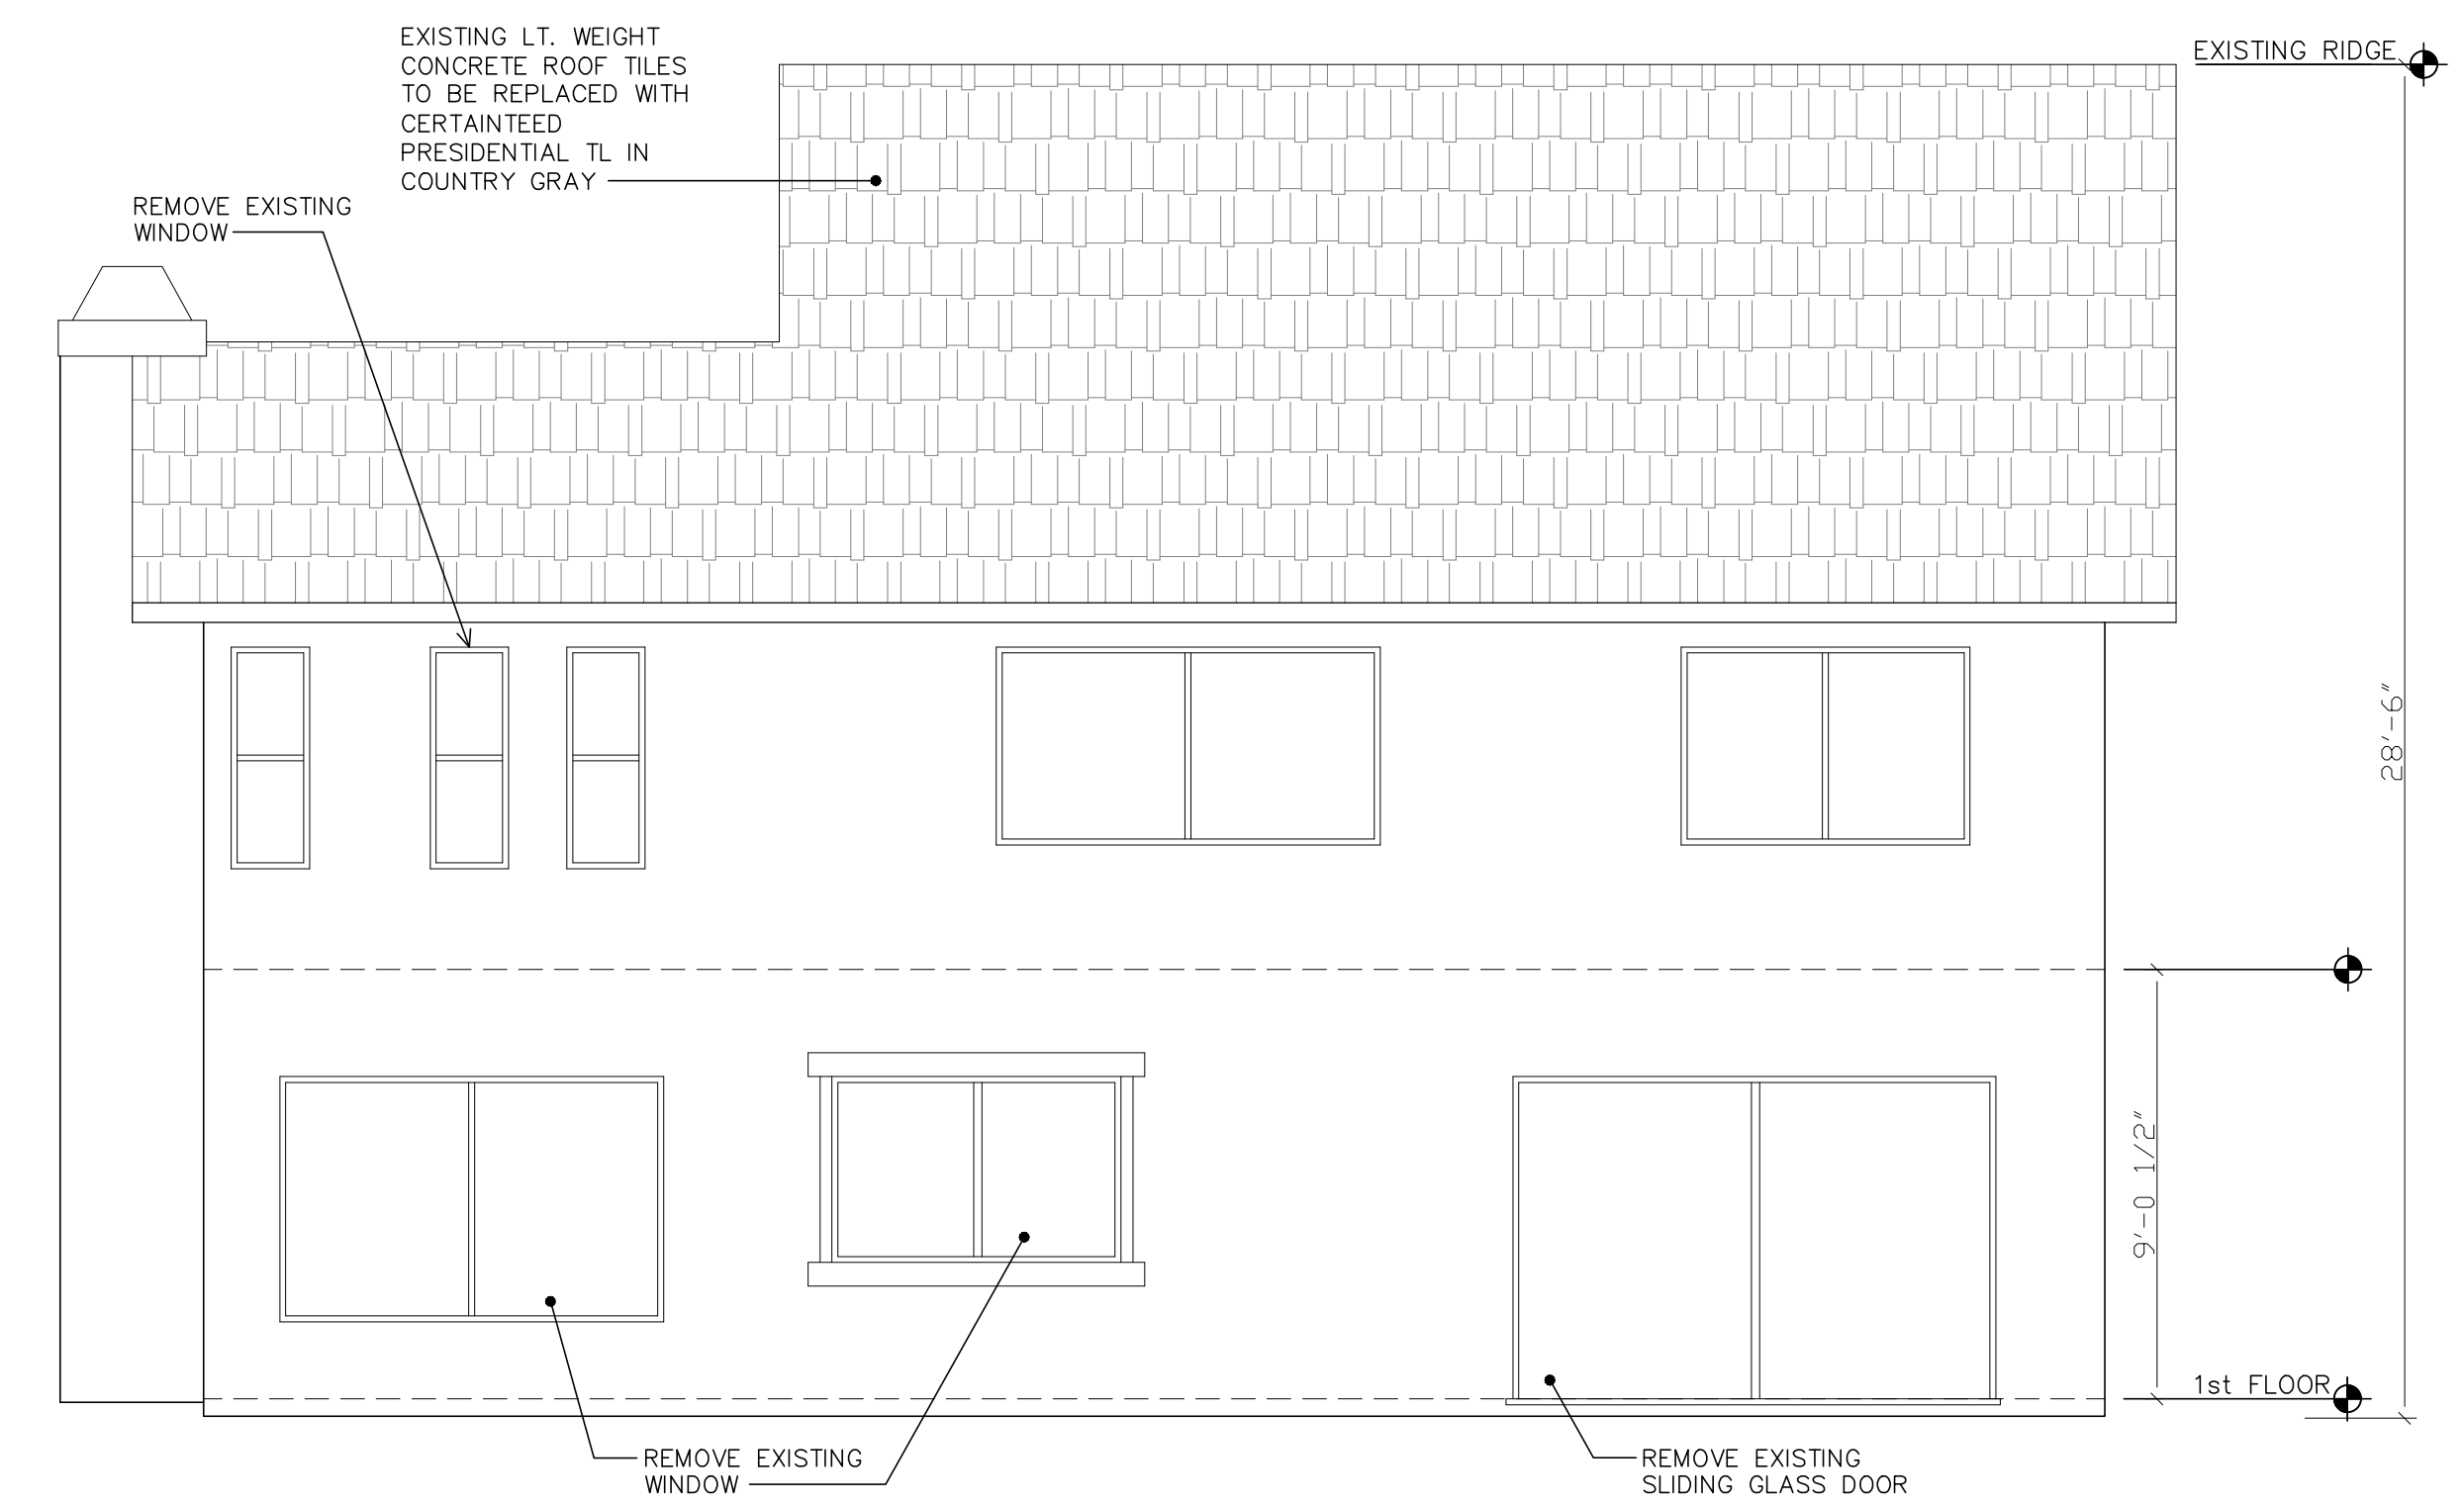 EXISTING LT. WEIGHT
CONCRETE ROOF TILES
TO BE REPLACED WITH
CERTAINTEED
PRESIDENTIAL TL IN
COUNTRY GRAY
EXISTING RIDGE
REMOVE EXISTING
WINDOW
28'-6"
9'-0 1/2"
1st FLOOR
REMOVE EXISTING
WINDOW
REMOVE EXISTING
SLIDING GLASS DOOR